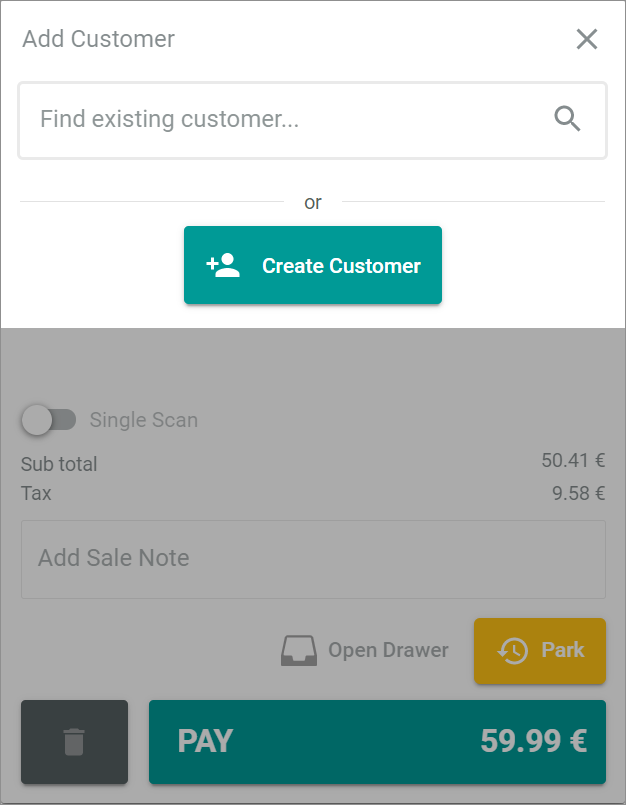 Add Customer
Find existing customer...
or
Create Customer
Single Scan
Sub total 50.41 €
Tax 9.58 €
Add Sale Note
Open Drawer Park
PAY 59.99 €